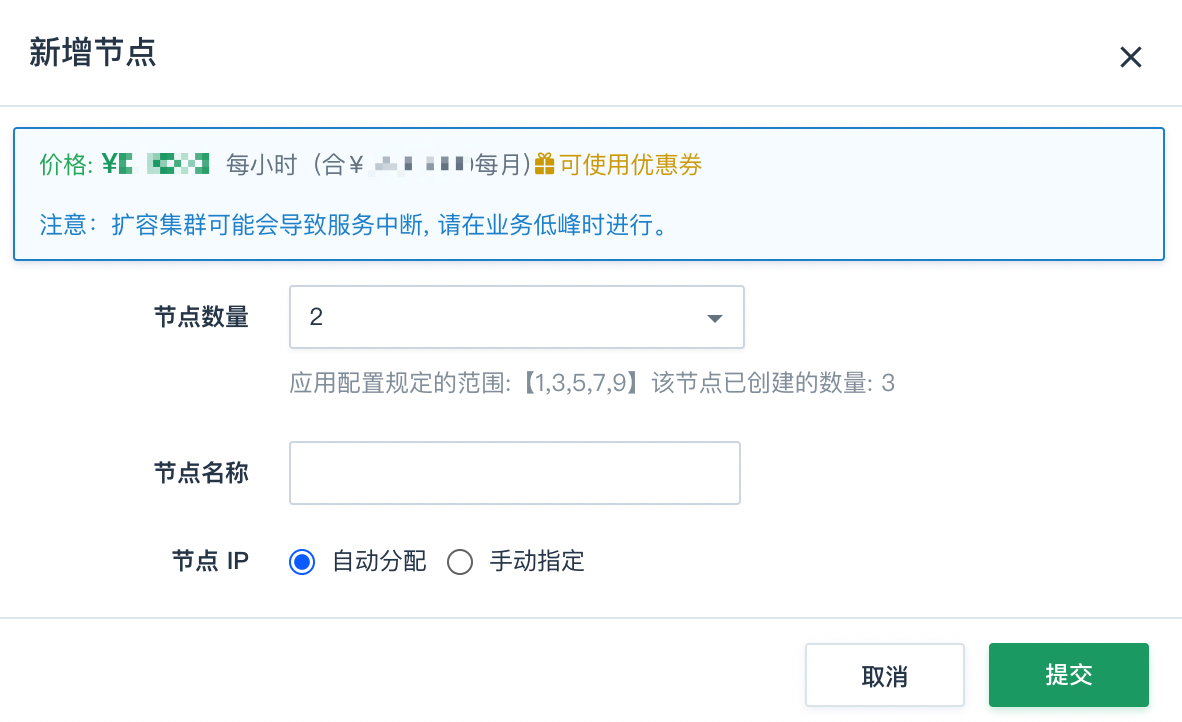 新增节点
价格: ¥ 每小时（合¥ 每月）可使用优惠券
注意：扩容集群可能会导致服务中断, 请在业务低峰时进行。
节点数量 2
应用配置规定的范围:【1,3,5,7,9】该节点已创建的数量: 3
节点名称
节点 IP 自动分配 手动指定
取消 提交